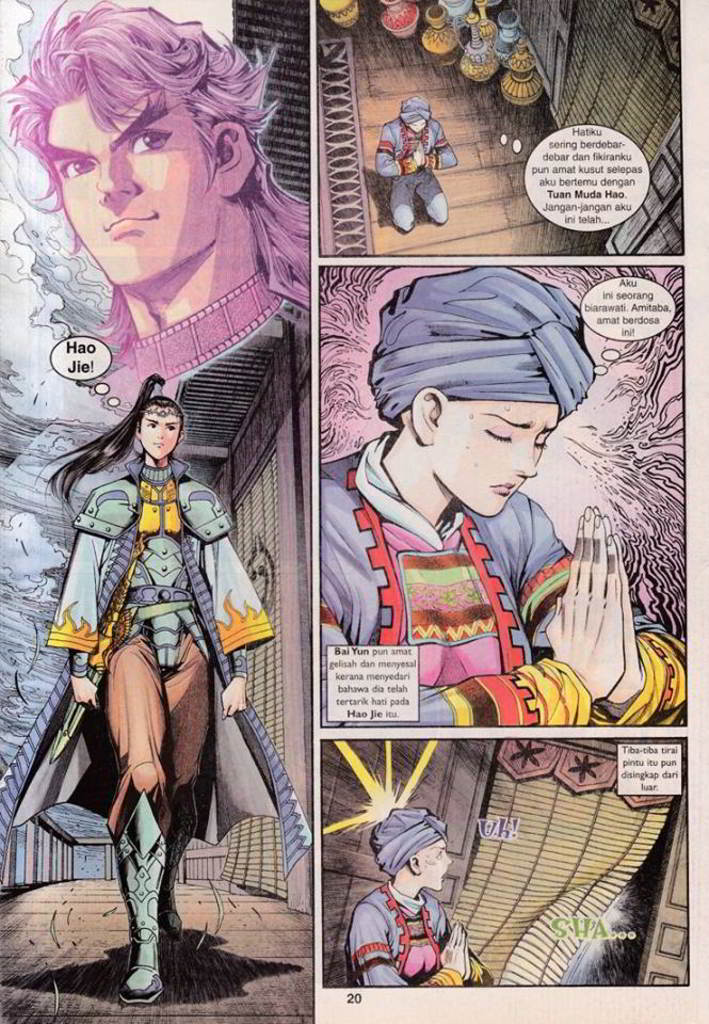 Hao
Jie!
Hatiku
sering berdebar-
debar dan fikiranku
pun amat kusut selepas
aku bertemu dengan
Tuan Muda Hao.
Jangan-jangan aku
ini telah...
Aku
ini seorang
biarawati. Amitaba,
amat berdosa
ini!
Bai Yun pun amat
gelisah dan menyesal
kerana menyedari
bahawa dia telah
tertarik hati pada
Hao Jie itu.
Tiba-tiba tirai
pintu itu pun
disingkap dari
luar.
Uh!
SHA...
20